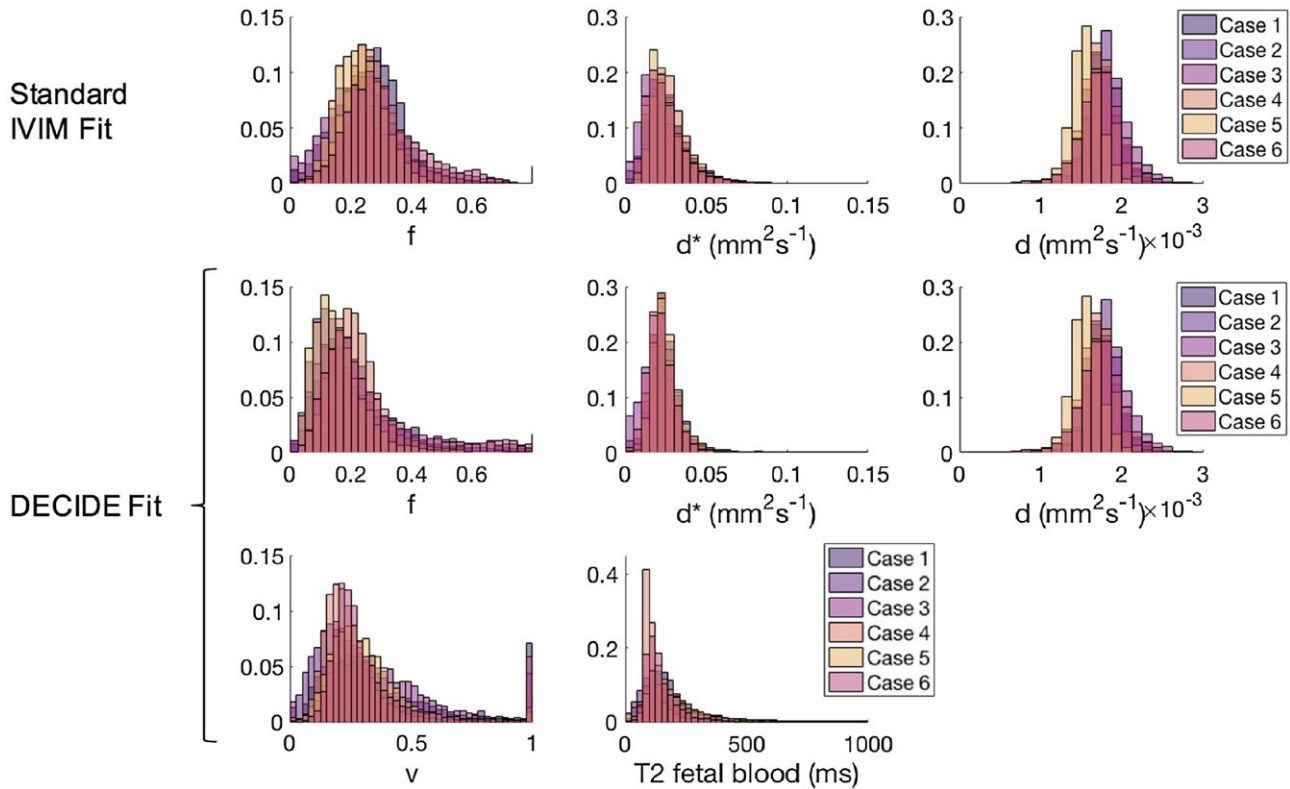 Standard
IVIM Fit
0.15
0.1
0.05
0
0 0.2 0.4 0.6
f
0.3
0.2
0.1
0
0 0.05 0.1 0.15
d* (mm²s⁻¹)
0.3
0.2
0.1
0
0 1 2 3
d (mm²s⁻¹)×10⁻³
Case 1
Case 2
Case 3
Case 4
Case 5
Case 6
DECIDE Fit
0.15
0.1
0.05
0
0 0.2 0.4 0.6
f
0.3
0.2
0.1
0
0 0.05 0.1 0.15
d* (mm²s⁻¹)
0.3
0.2
0.1
0
0 1 2 3
d (mm²s⁻¹)×10⁻³
Case 1
Case 2
Case 3
Case 4
Case 5
Case 6
0.15
0.1
0.05
0
0 0.5 1
v
0.4
0.2
0
0 500 1000
T2 fetal blood (ms)
Case 1
Case 2
Case 3
Case 4
Case 5
Case 6